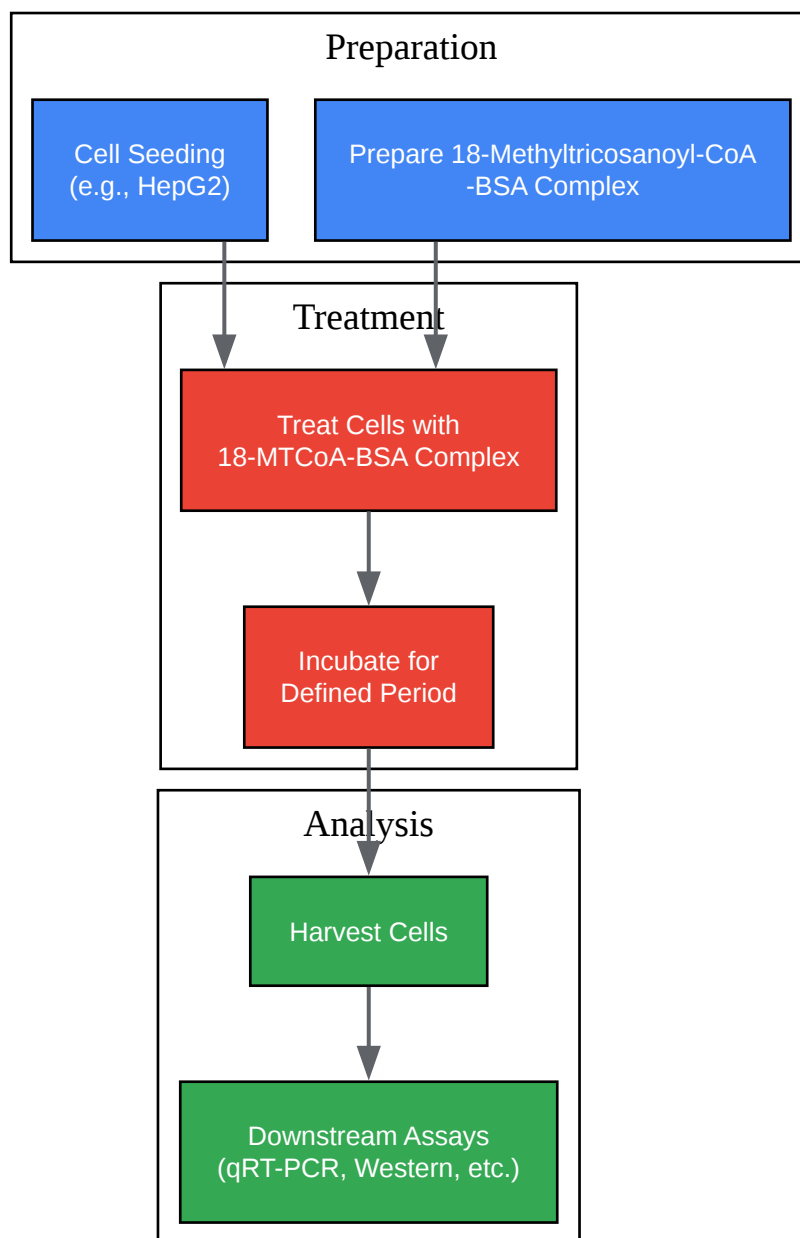 Preparation
Cell Seeding
(e.g., HepG2)
Prepare 18-Methyltricosanoyl-CoA
-BSA Complex
Treatment
Treat Cells with
18-MTCoA-BSA Complex
Incubate for
Defined Period
Analysis
Harvest Cells
Downstream Assays
(qRT-PCR, Western, etc.)